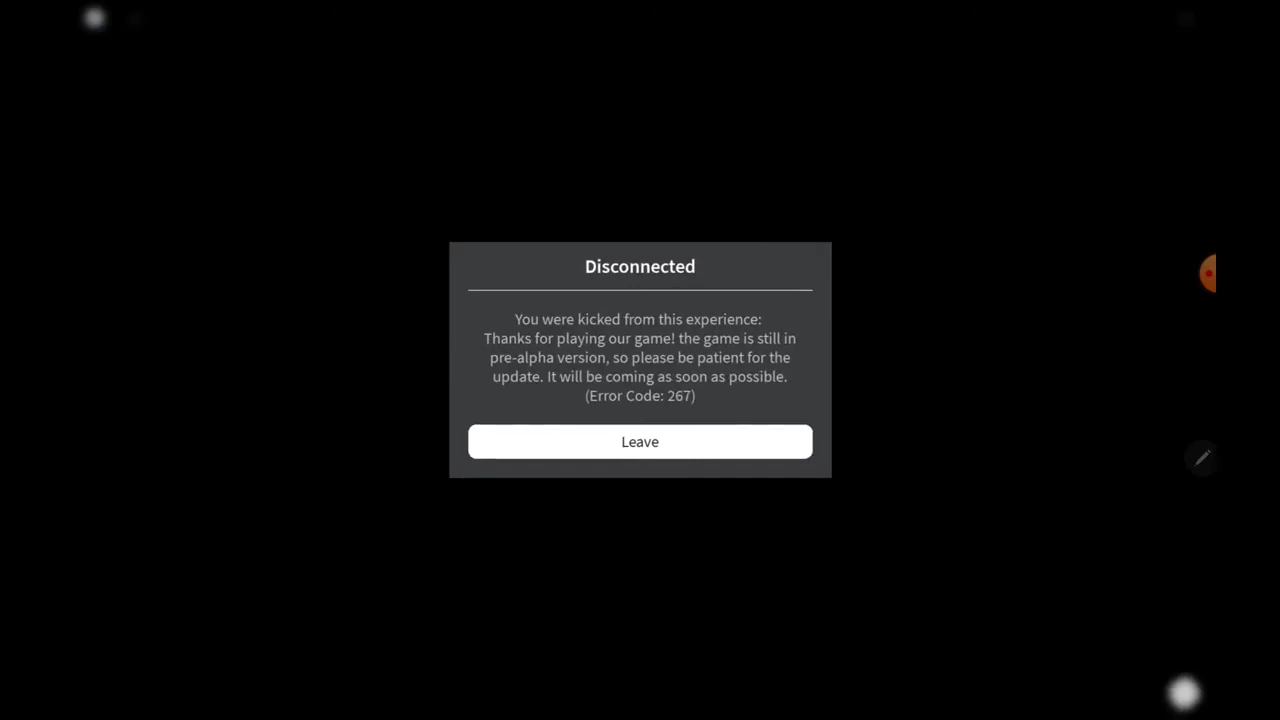 Disconnected
You were kicked from this experience:
Thanks for playing our game! the game is still in
pre-alpha version, so please be patient for the
update. It will be coming as soon as possible.
(Error Code: 267)
Leave